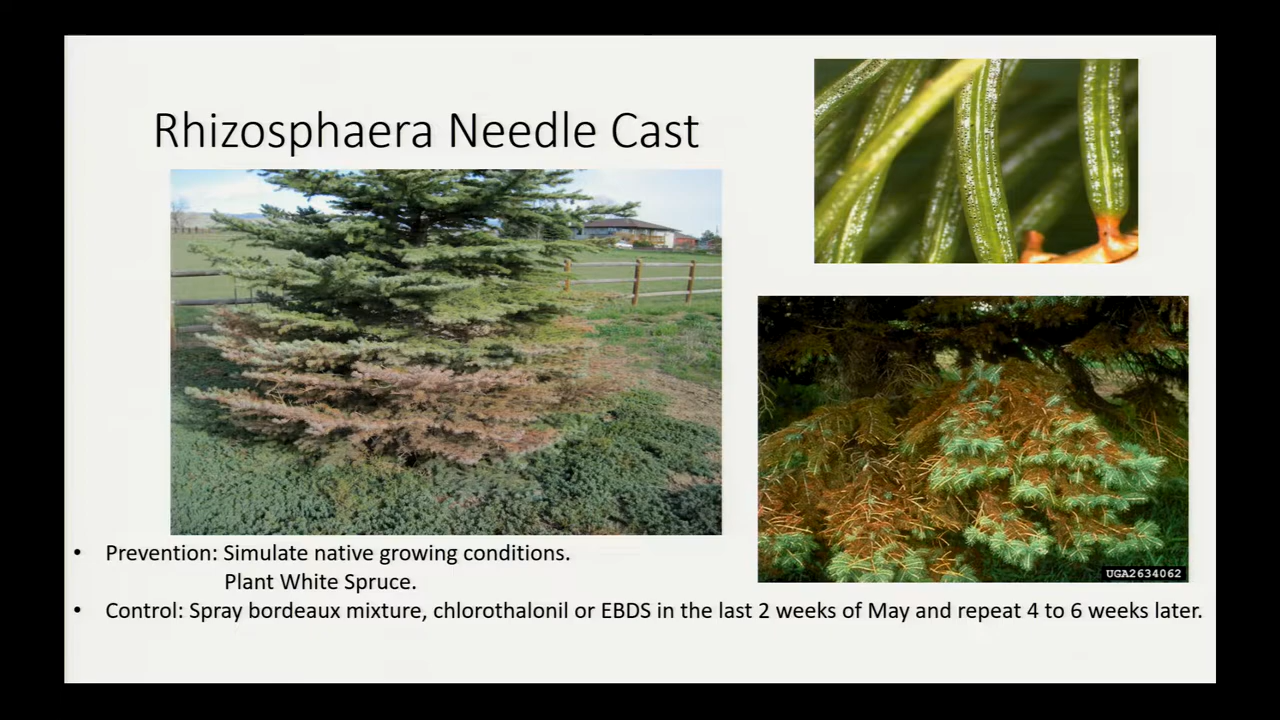 Rhizosphaera Needle Cast
UGA2634062
• Prevention: Simulate native growing conditions.
Plant White Spruce.
• Control: Spray bordeaux mixture, chlorothalonil or EBDS in the last 2 weeks of May and repeat 4 to 6 weeks later.